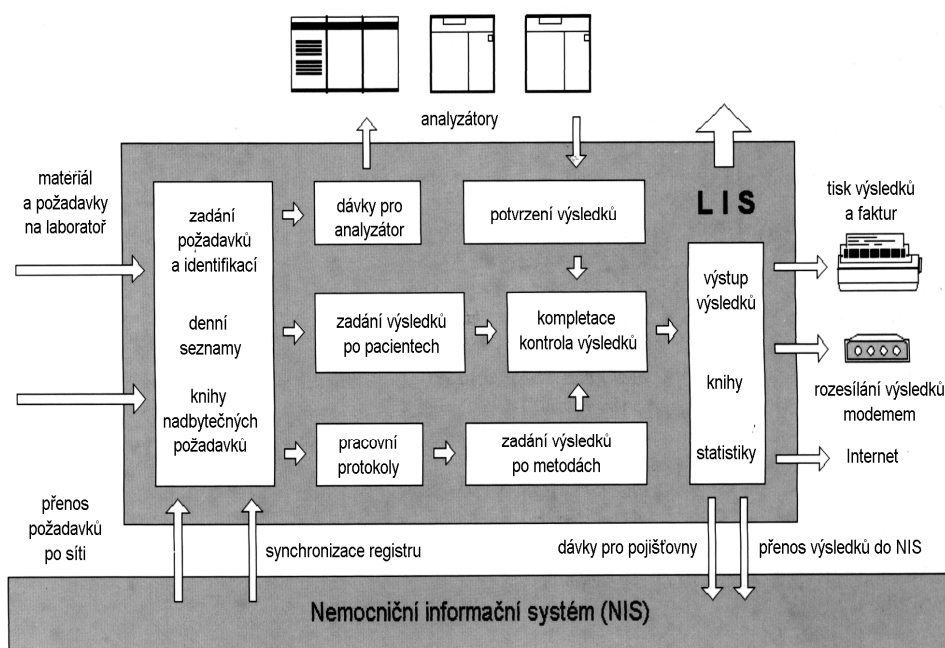 analyzátory
materiál
a požadavky
na laboratoř
zadání
požadavků
a identifikací
denní
seznamy
knihy
nadbytečných
požadavků
dávky pro
analyzátor
potvrzení výsledků
LIS
zadání výsledků
po pacientech
kompletace
kontrola výsledků
pracovní
protokoly
zadání výsledků
po metodách
výstup
výsledků
knihy
statistiky
tisk výsledků
a faktur
rozesílání výsledků
modemem
Internet
přenos
požadavků
po síti
synchronizace registru
dávky pro pojišťovny
přenos výsledků do NIS
Nemocniční informační systém (NIS)